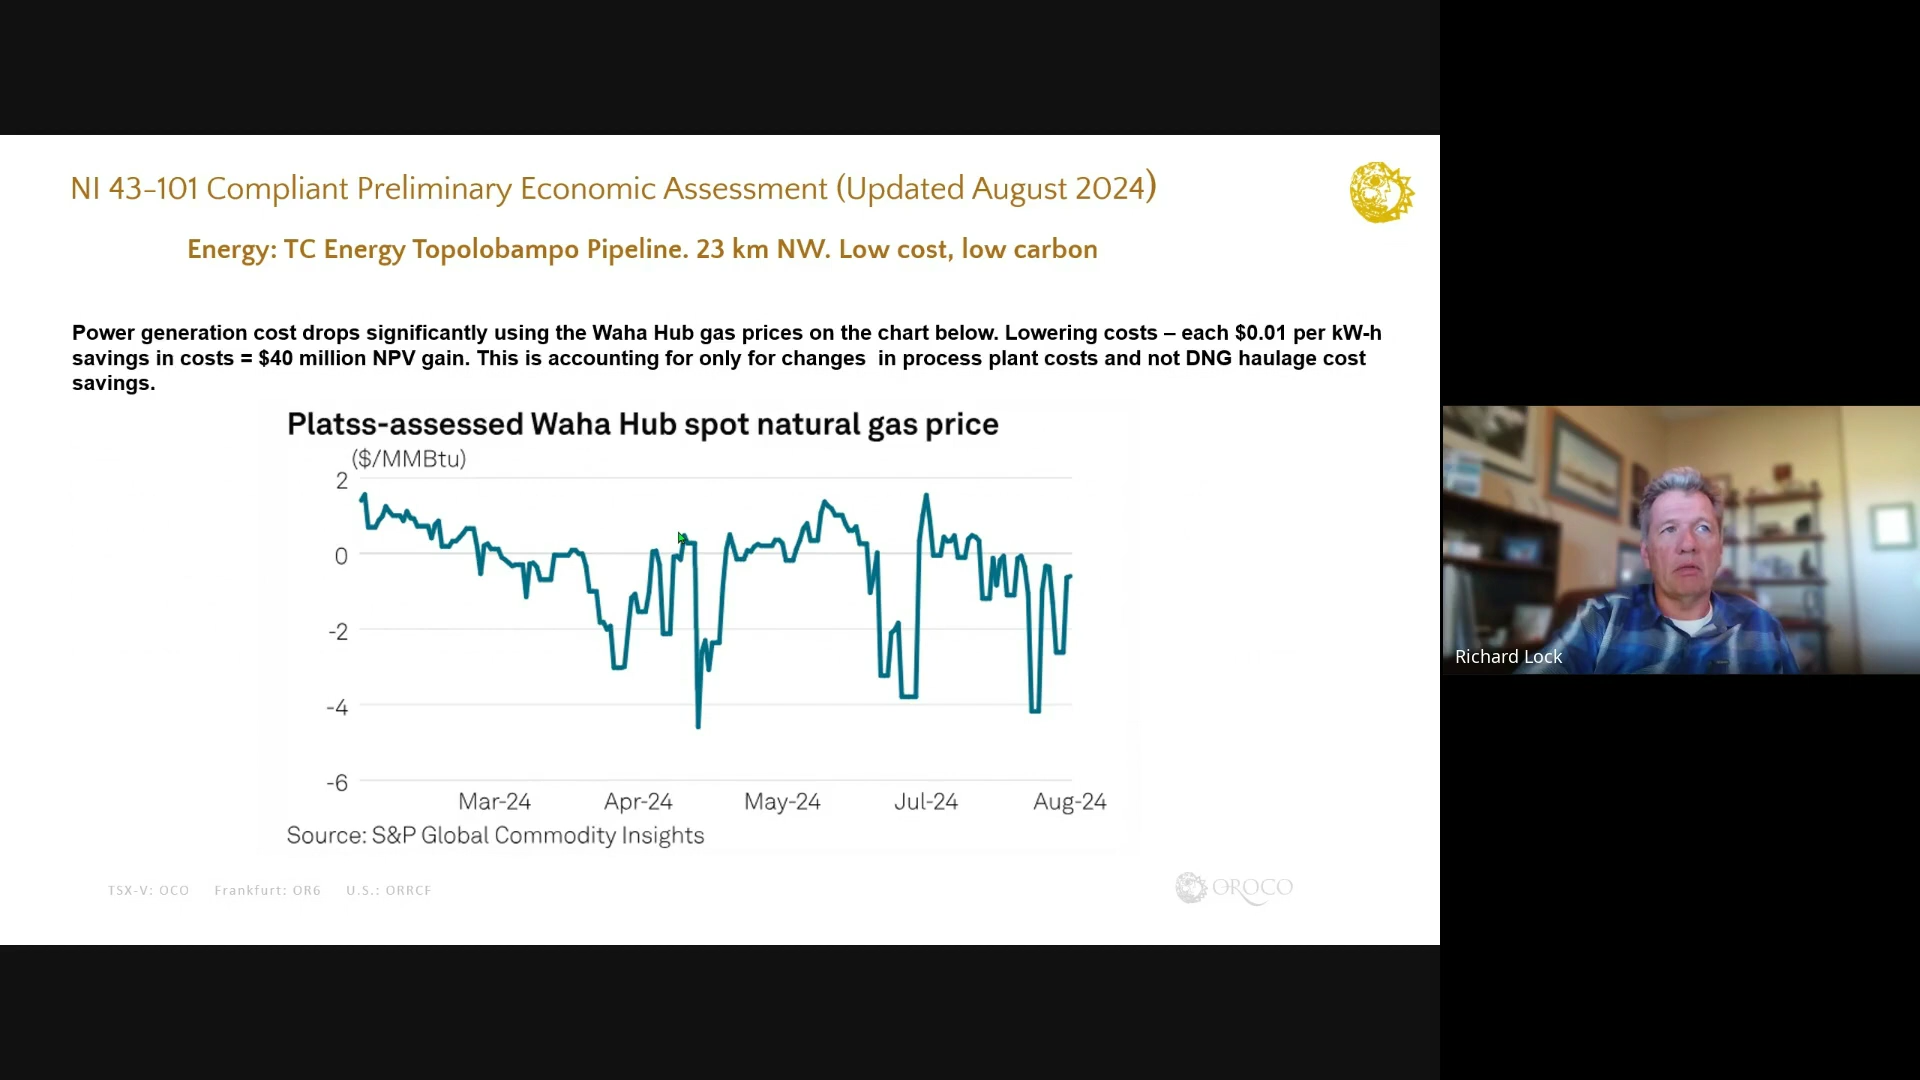 NI 43-101 Compliant Preliminary Economic Assessment (Updated August 2024)
Energy: TC Energy Topolobampo Pipeline. 23 km NW. Low cost, low carbon
Power generation cost drops significantly using the Waha Hub gas prices on the chart below. Lowering costs – each $0.01 per kW-h
savings in costs = $40 million NPV gain. This is accounting for only for changes in process plant costs and not DNG haulage cost
savings.
Platss-assessed Waha Hub spot natural gas price
($/MMBtu)
2
0
-2
-4
-6
Mar-24 Apr-24 May-24 Jul-24 Aug-24
Source: S&P Global Commodity Insights
TSX-V: OCO Frankfurt: OR6 U.S.: ORRCF
OROCO
Richard Lock